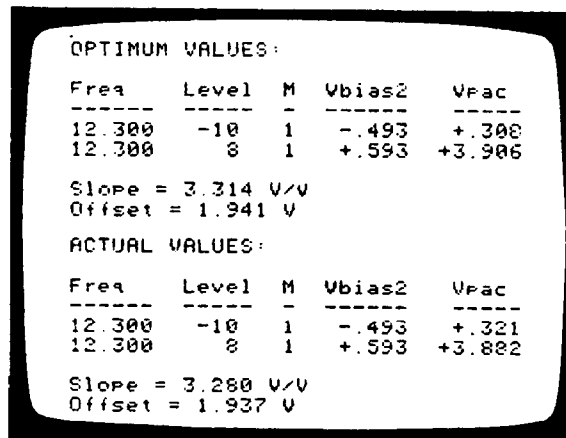 OPTIMUM VALUES:
Freq Level M Vbias2 Vpac
------ ----- - ------ -----
12.300 -10 1 -.493 +.308
12.300 8 1 +.593 +3.906
Slope = 3.314 V/V
Offset = 1.941 V
ACTUAL VALUES:
Freq Level M Vbias2 Vpac
------ ----- - ------ -----
12.300 -10 1 -.493 +.321
12.300 8 1 +.593 +3.882
Slope = 3.280 V/V
Offset = 1.937 V